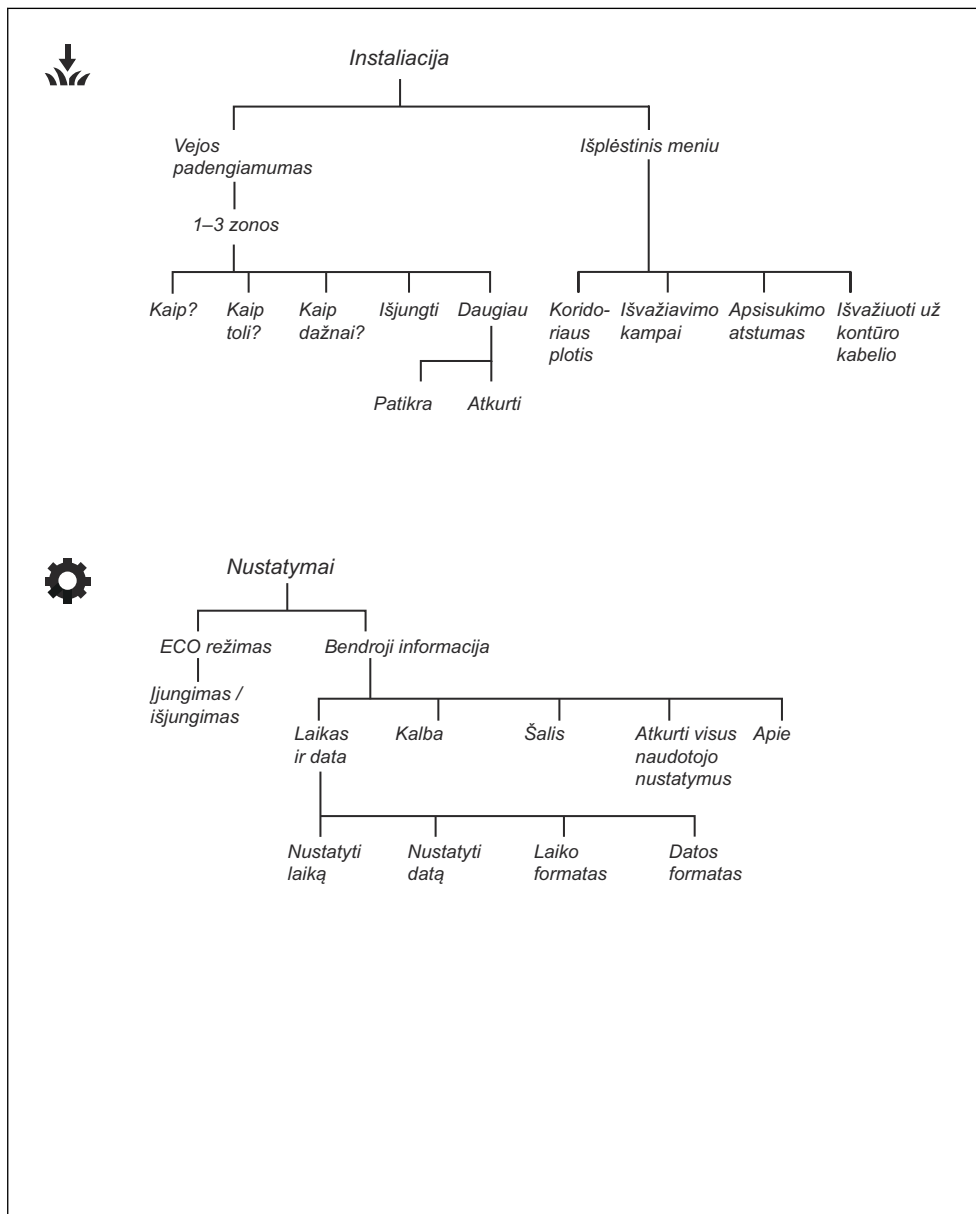 Instaliacija
Vejos
padengiamumas
Išplėstinis meniu
1–3 zonos
Kaip?
Kaip
toli?
Kaip
dažnai?
Išjungti
Daugiau
Korido-
riaus
plotis
Išvažiavimo
kampai
Apsisukimo
atstumas
Išvažiuoti už
kontūro
kabelio
Patikra
Atkurti
Nustatymai
ECO režimas
Bendroji informacija
Įjungimas /
išjungimas
Laikas
ir data
Kalba
Šalis
Atkurti visus
naudotojo
nustatymus
Apie
Nustatyti
laiką
Nustatyti
datą
Laiko
formatas
Datos
formatas